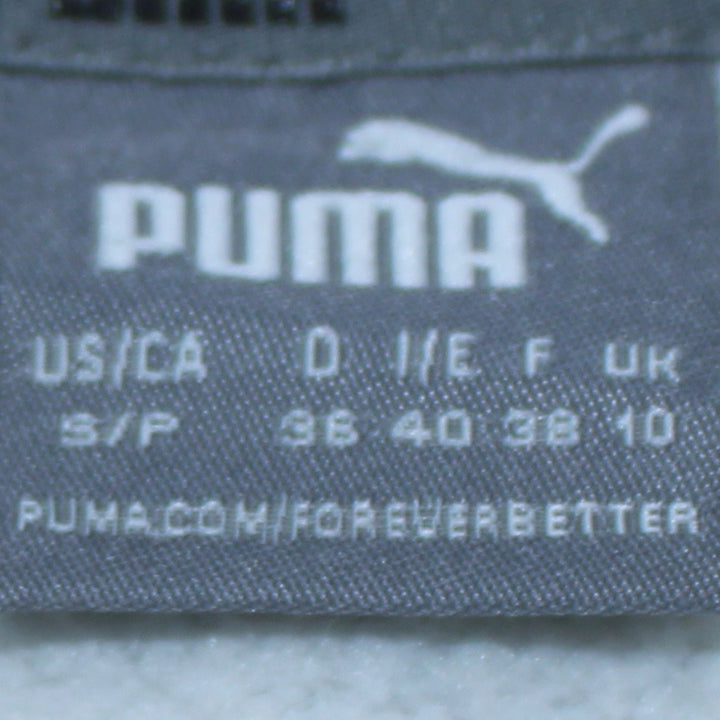 PUMA
US/CA D I/E F UK
S/P 36 40 38 10
PUMA.COM/FOREVERBETTER